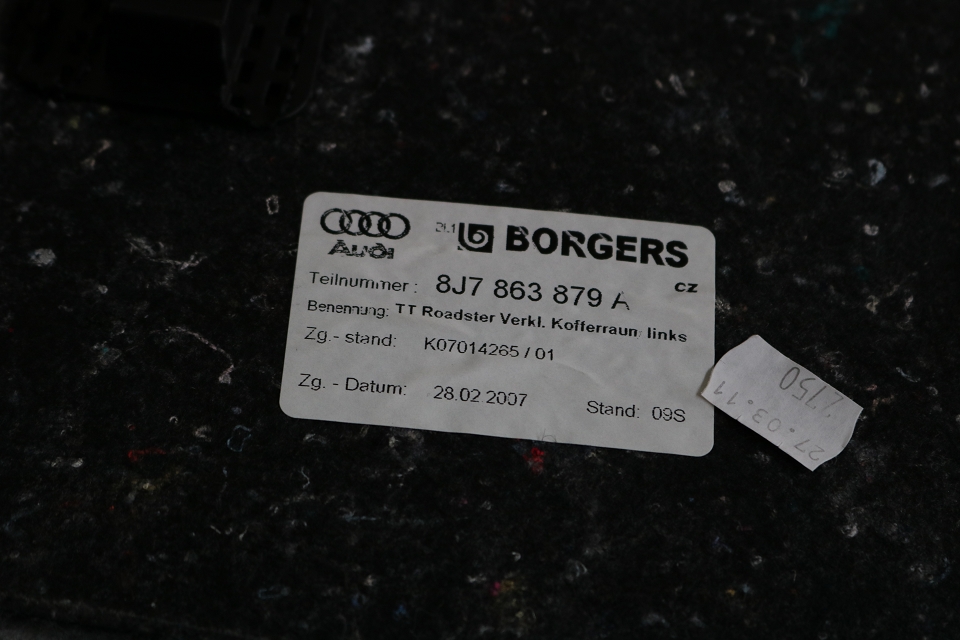 Audi
BORGERS
CZ
Teilnummer: 8J7 863 879 A
Benennung: TT Roadster Verkl. Kofferraum links
Zg.- stand: K07014265 / 01
Zg. - Datum: 28.02.2007
Stand: 09S
27.03.11